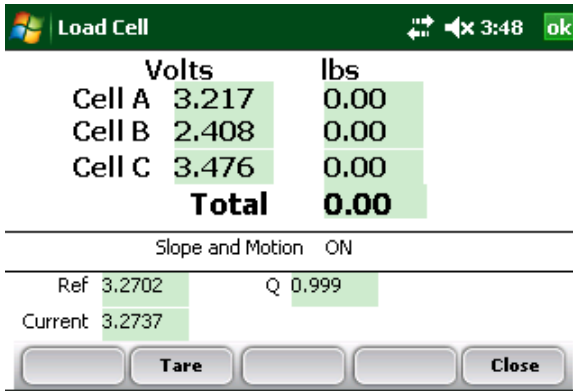 Load Cell 3:48 ok
Volts lbs
Cell A 3.217 0.00
Cell B 2.408 0.00
Cell C 3.476 0.00
Total 0.00
Slope and Motion ON
Ref 3.2702 Q 0.999
Current 3.2737
Tare Close